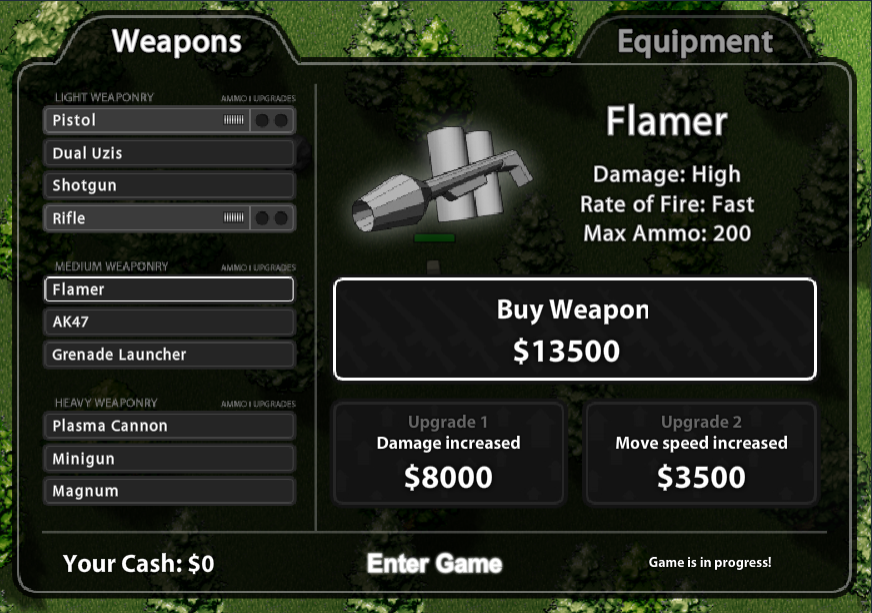 Weapons
Equipment
LIGHT WEAPONRY AMMO | UPGRADES
Pistol
Dual Uzis
Shotgun
Rifle
MEDIUM WEAPONRY AMMO | UPGRADES
Flamer
AK47
Grenade Launcher
HEAVY WEAPONRY AMMO | UPGRADES
Plasma Cannon
Minigun
Magnum
Flamer
Damage: High
Rate of Fire: Fast
Max Ammo: 200
Buy Weapon
$13500
Upgrade 1
Damage increased
$8000
Upgrade 2
Move speed increased
$3500
Your Cash: $0
Enter Game
Game is in progress!